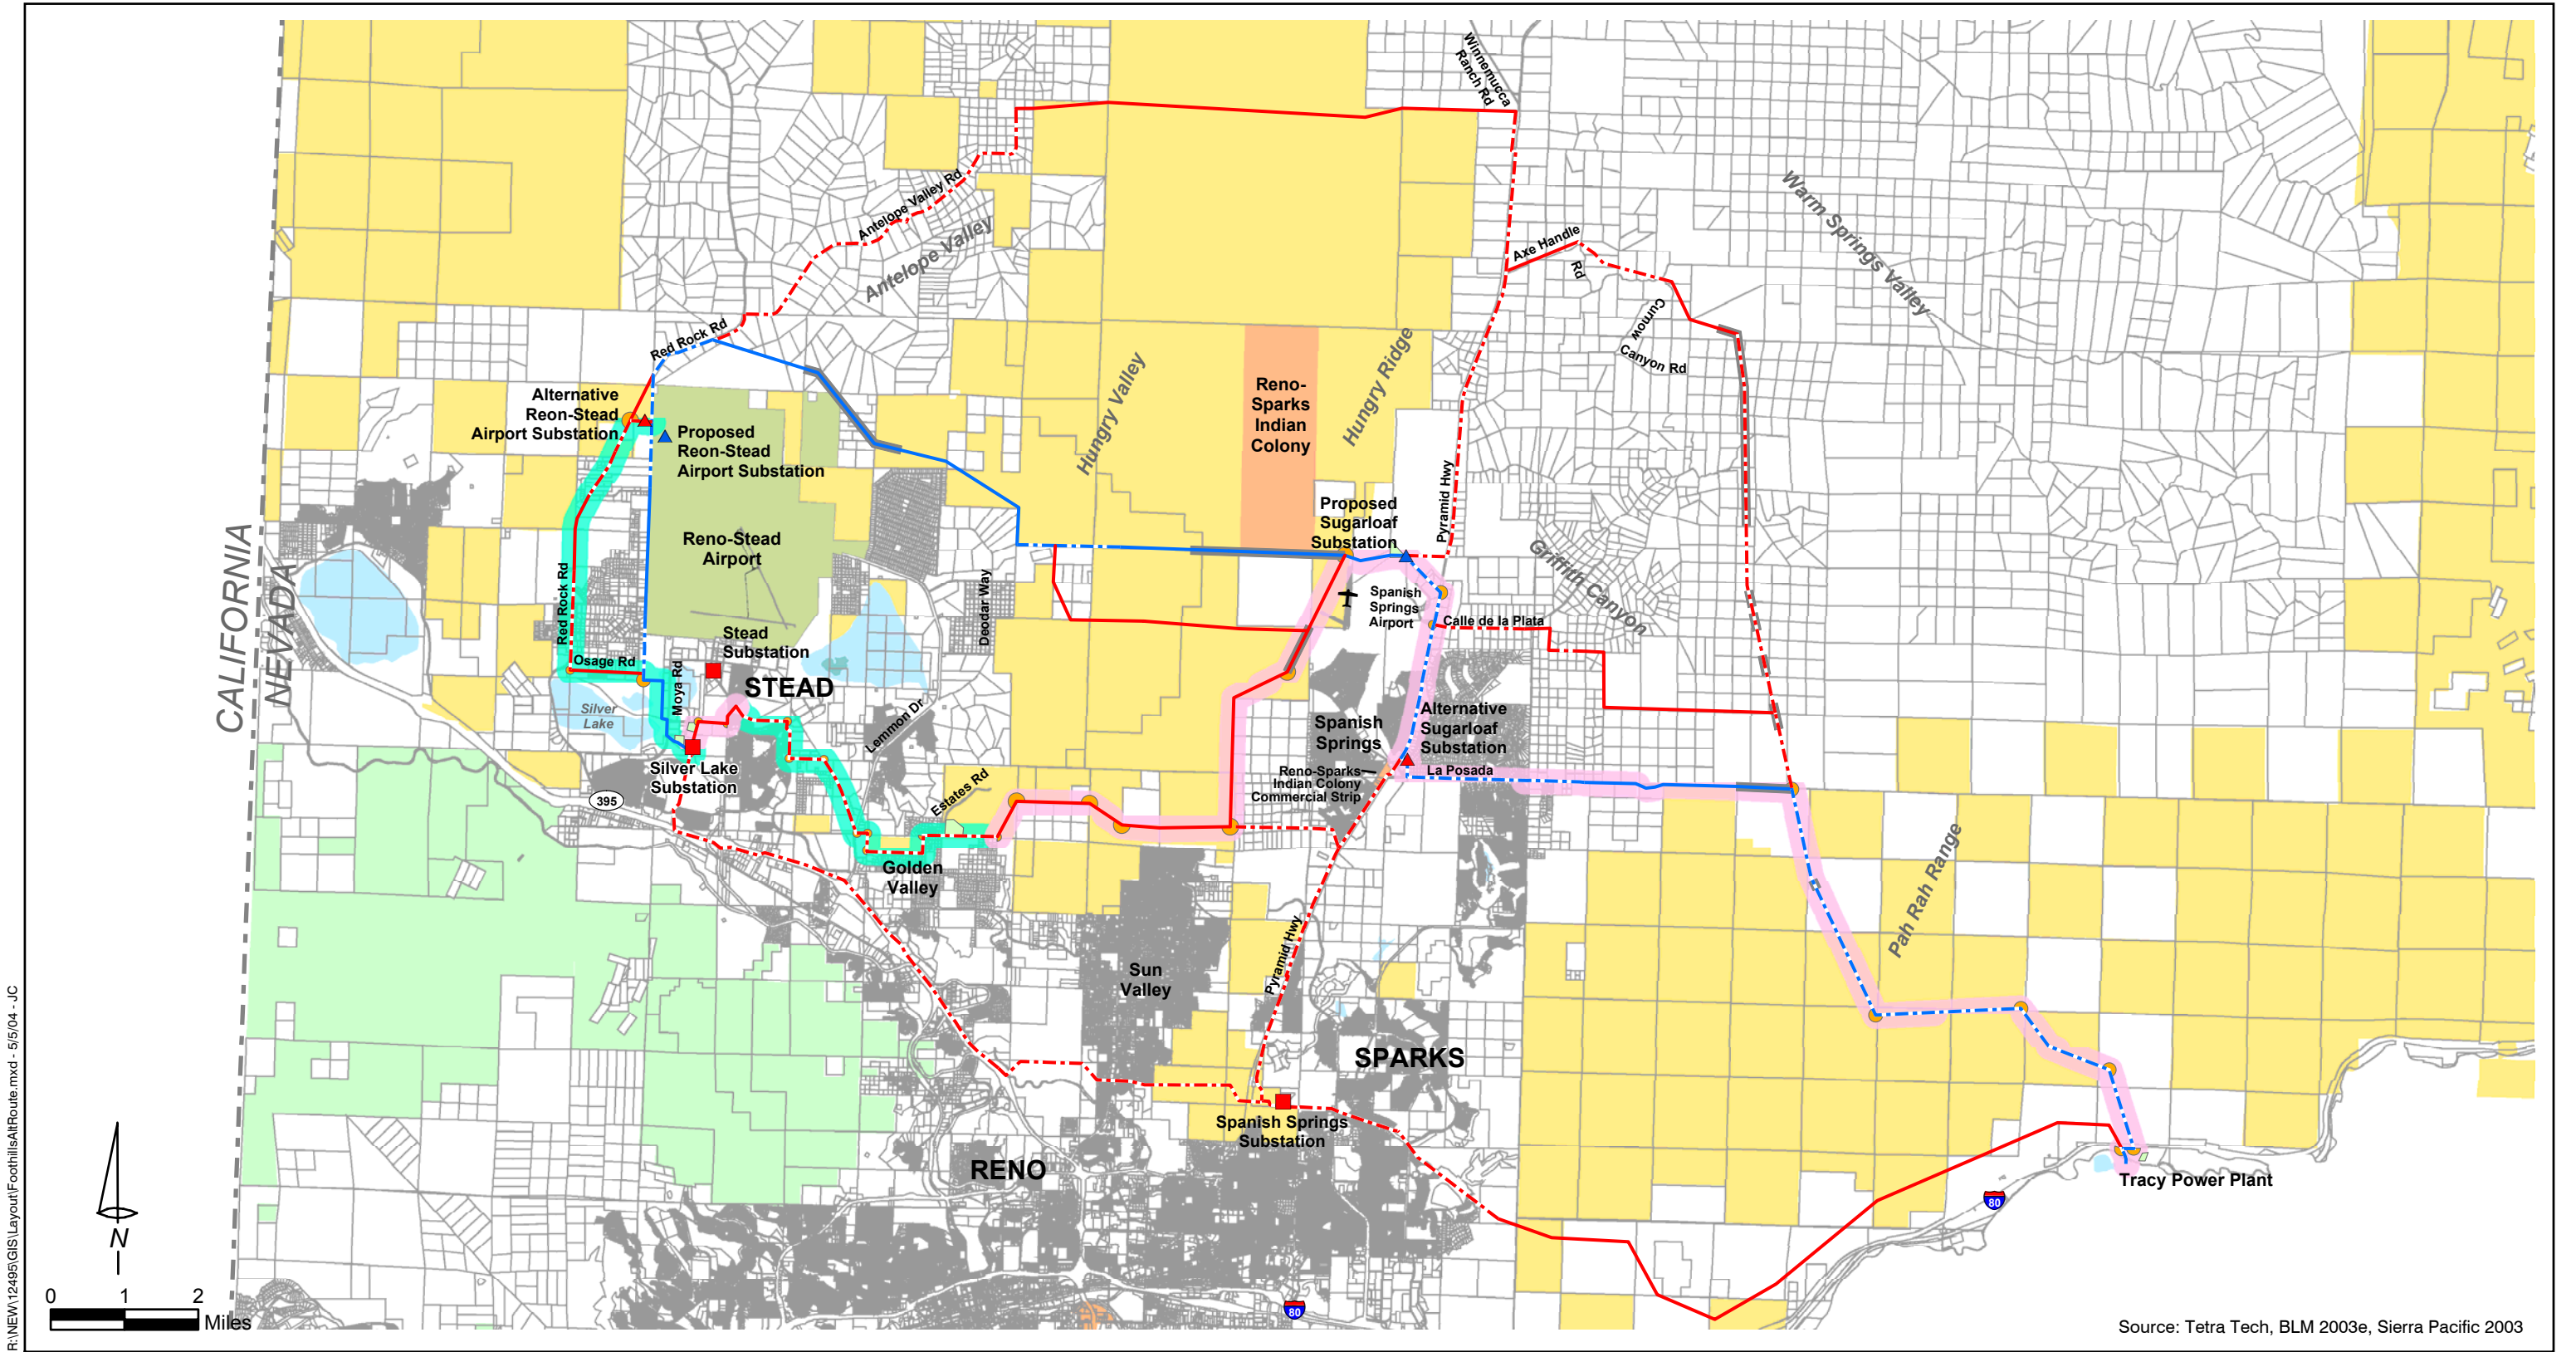 Winnemucca
Ranch Rd
Warm Springs Valley
Antelope Valley Rd
Antelope Valley
Axe Handle
Rd
Curnow
Canyon Rd
Red Rock Rd
Hungry Valley
Reno-
Sparks
Indian
Colony
Hungry Ridge
Alternative
Reon-Stead
Airport Substation
Proposed
Reon-Stead
Airport Substation
Pyramid Hwy
Proposed
Sugarloaf
Substation
Reno-Stead
Airport
Griffith Canyon
CALIFORNIA
NEVADA
Red Rock Rd
Deodar Way
Spanish
Springs
Airport
Calle de la Plata
Stead
Substation
Osage Rd
Moya Rd
STEAD
Silver
Lake
Lemmon Dr
Spanish
Springs
Alternative
Sugarloaf
Substation
Silver Lake
Substation
Reno-Sparks
Indian Colony
Commercial Strip
La Posada
395
Estates Rd
Golden
Valley
Pah Rah Range
Sun
Valley
Pyramid Hwy
SPARKS
Spanish Springs
Substation
RENO
Tracy Power Plant
80
80
N
0 1 2
Miles
Source: Tetra Tech, BLM 2003e, Sierra Pacific 2003
R:\NEW\12495\GIS\Layout\FoothillsAltRoute.mxd - 5/5/04 - JC